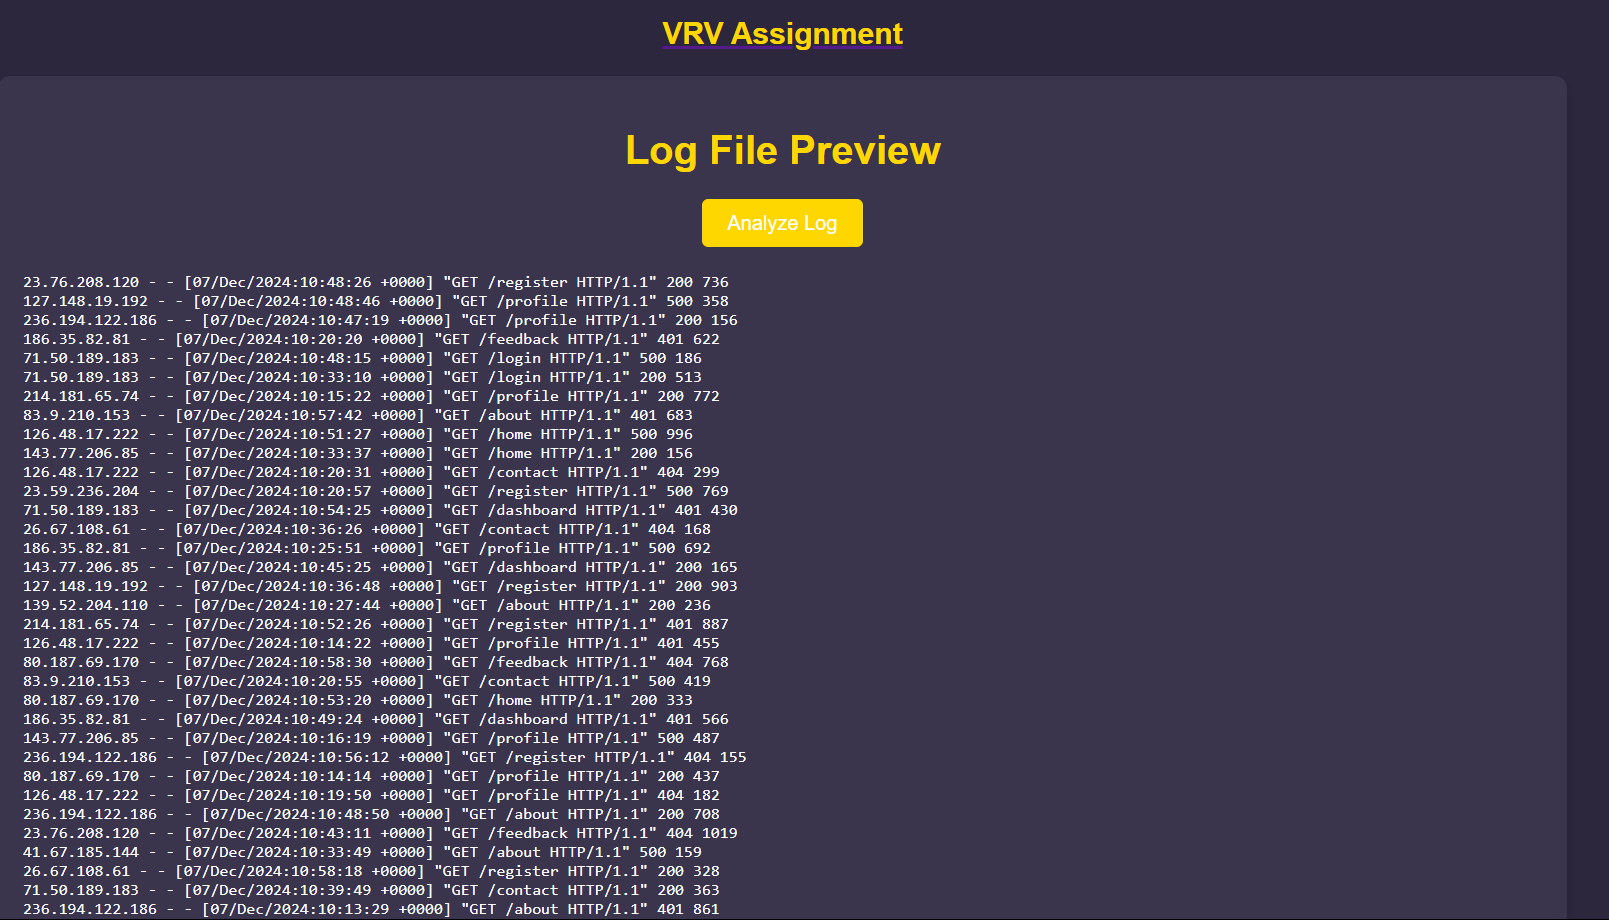 VRV Assignment
Log File Preview
Analyze Log
23.76.208.120 - - [07/Dec/2024:10:48:26 +0000] "GET /register HTTP/1.1" 200 736
127.148.19.192 - - [07/Dec/2024:10:48:46 +0000] "GET /profile HTTP/1.1" 500 358
236.194.122.186 - - [07/Dec/2024:10:47:19 +0000] "GET /profile HTTP/1.1" 200 156
186.35.82.81 - - [07/Dec/2024:10:20:20 +0000] "GET /feedback HTTP/1.1" 401 622
71.50.189.183 - - [07/Dec/2024:10:48:15 +0000] "GET /login HTTP/1.1" 500 186
71.50.189.183 - - [07/Dec/2024:10:33:10 +0000] "GET /login HTTP/1.1" 200 513
214.181.65.74 - - [07/Dec/2024:10:15:22 +0000] "GET /profile HTTP/1.1" 200 772
83.9.210.153 - - [07/Dec/2024:10:57:42 +0000] "GET /about HTTP/1.1" 401 683
126.48.17.222 - - [07/Dec/2024:10:51:27 +0000] "GET /home HTTP/1.1" 500 996
143.77.206.85 - - [07/Dec/2024:10:33:37 +0000] "GET /home HTTP/1.1" 200 156
126.48.17.222 - - [07/Dec/2024:10:20:31 +0000] "GET /contact HTTP/1.1" 404 299
23.59.236.204 - - [07/Dec/2024:10:20:57 +0000] "GET /register HTTP/1.1" 500 769
71.50.189.183 - - [07/Dec/2024:10:54:25 +0000] "GET /dashboard HTTP/1.1" 401 430
26.67.108.61 - - [07/Dec/2024:10:36:26 +0000] "GET /contact HTTP/1.1" 404 168
186.35.82.81 - - [07/Dec/2024:10:25:51 +0000] "GET /profile HTTP/1.1" 500 692
143.77.206.85 - - [07/Dec/2024:10:45:25 +0000] "GET /dashboard HTTP/1.1" 200 165
127.148.19.192 - - [07/Dec/2024:10:36:48 +0000] "GET /register HTTP/1.1" 200 903
139.52.204.110 - - [07/Dec/2024:10:27:44 +0000] "GET /about HTTP/1.1" 200 236
214.181.65.74 - - [07/Dec/2024:10:52:26 +0000] "GET /register HTTP/1.1" 401 887
126.48.17.222 - - [07/Dec/2024:10:14:22 +0000] "GET /profile HTTP/1.1" 401 455
80.187.69.170 - - [07/Dec/2024:10:58:30 +0000] "GET /feedback HTTP/1.1" 404 768
83.9.210.153 - - [07/Dec/2024:10:20:55 +0000] "GET /contact HTTP/1.1" 500 419
80.187.69.170 - - [07/Dec/2024:10:53:20 +0000] "GET /home HTTP/1.1" 200 333
186.35.82.81 - - [07/Dec/2024:10:49:24 +0000] "GET /dashboard HTTP/1.1" 401 566
143.77.206.85 - - [07/Dec/2024:10:16:19 +0000] "GET /profile HTTP/1.1" 500 487
236.194.122.186 - - [07/Dec/2024:10:56:12 +0000] "GET /register HTTP/1.1" 404 155
80.187.69.170 - - [07/Dec/2024:10:14:14 +0000] "GET /profile HTTP/1.1" 200 437
126.48.17.222 - - [07/Dec/2024:10:19:50 +0000] "GET /profile HTTP/1.1" 404 182
236.194.122.186 - - [07/Dec/2024:10:48:50 +0000] "GET /about HTTP/1.1" 200 708
23.76.208.120 - - [07/Dec/2024:10:43:11 +0000] "GET /feedback HTTP/1.1" 404 1019
41.67.185.144 - - [07/Dec/2024:10:33:49 +0000] "GET /about HTTP/1.1" 500 159
26.67.108.61 - - [07/Dec/2024:10:58:18 +0000] "GET /register HTTP/1.1" 200 328
71.50.189.183 - - [07/Dec/2024:10:39:49 +0000] "GET /contact HTTP/1.1" 200 363
236.194.122.186 - - [07/Dec/2024:10:13:29 +0000] "GET /about HTTP/1.1" 401 861